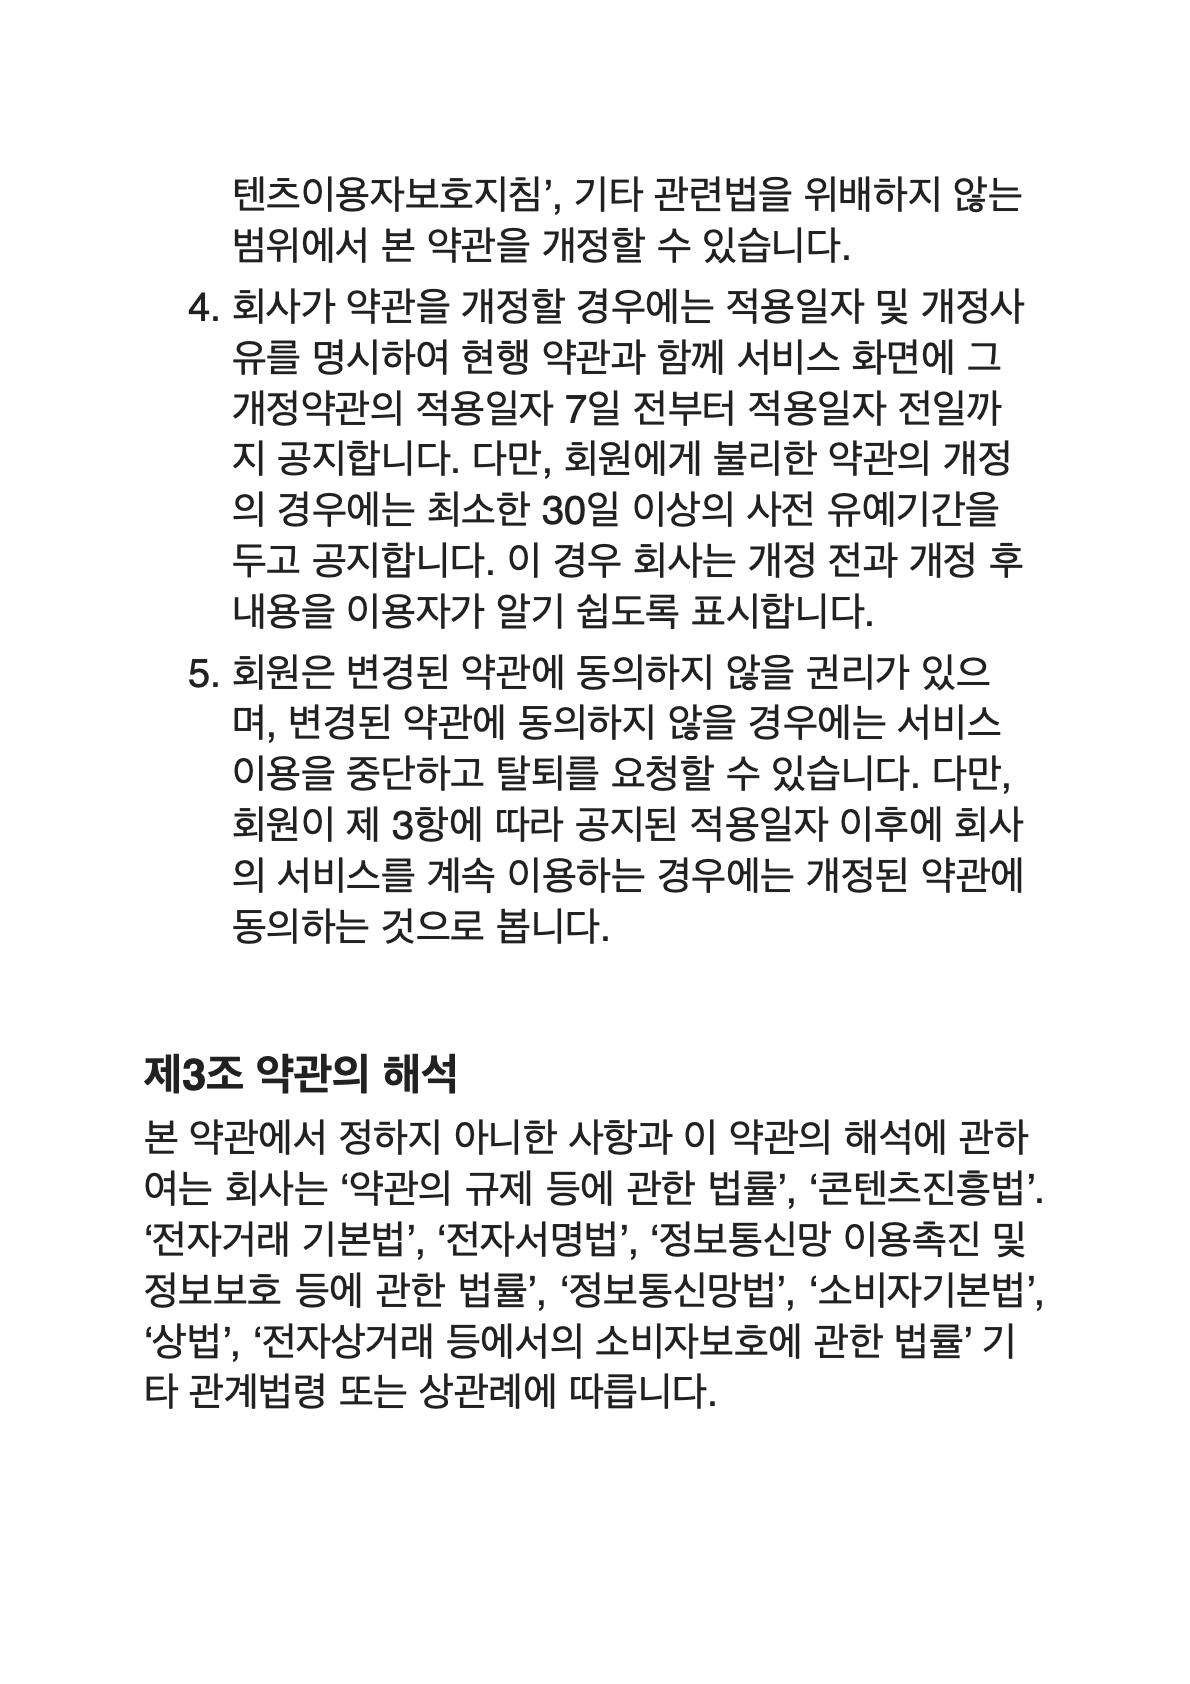 텐츠이용자보호지침’, 기타 관련법을 위배하지 않는
범위에서 본 약관을 개정할 수 있습니다.
4. 회사가 약관을 개정할 경우에는 적용일자 및 개정사
유를 명시하여 현행 약관과 함께 서비스 화면에 그
개정약관의 적용일자 7일 전부터 적용일자 전일까
지 공지합니다. 다만, 회원에게 불리한 약관의 개정
의 경우에는 최소한 30일 이상의 사전 유예기간을
두고 공지합니다. 이 경우 회사는 개정 전과 개정 후
내용을 이용자가 알기 쉽도록 표시합니다.
5. 회원은 변경된 약관에 동의하지 않을 권리가 있으
며, 변경된 약관에 동의하지 않을 경우에는 서비스
이용을 중단하고 탈퇴를 요청할 수 있습니다. 다만,
회원이 제 3항에 따라 공지된 적용일자 이후에 회사
의 서비스를 계속 이용하는 경우에는 개정된 약관에
동의하는 것으로 봅니다.
제3조 약관의 해석
본 약관에서 정하지 아니한 사항과 이 약관의 해석에 관하
여는 회사는 ‘약관의 규제 등에 관한 법률’, ‘콘텐츠진흥법’.
‘전자거래 기본법’, ‘전자서명법’, ‘정보통신망 이용촉진 및
정보보호 등에 관한 법률’, ‘정보통신망법’, ‘소비자기본법’,
‘상법’, ‘전자상거래 등에서의 소비자보호에 관한 법률’ 기
타 관계법령 또는 상관례에 따릅니다.